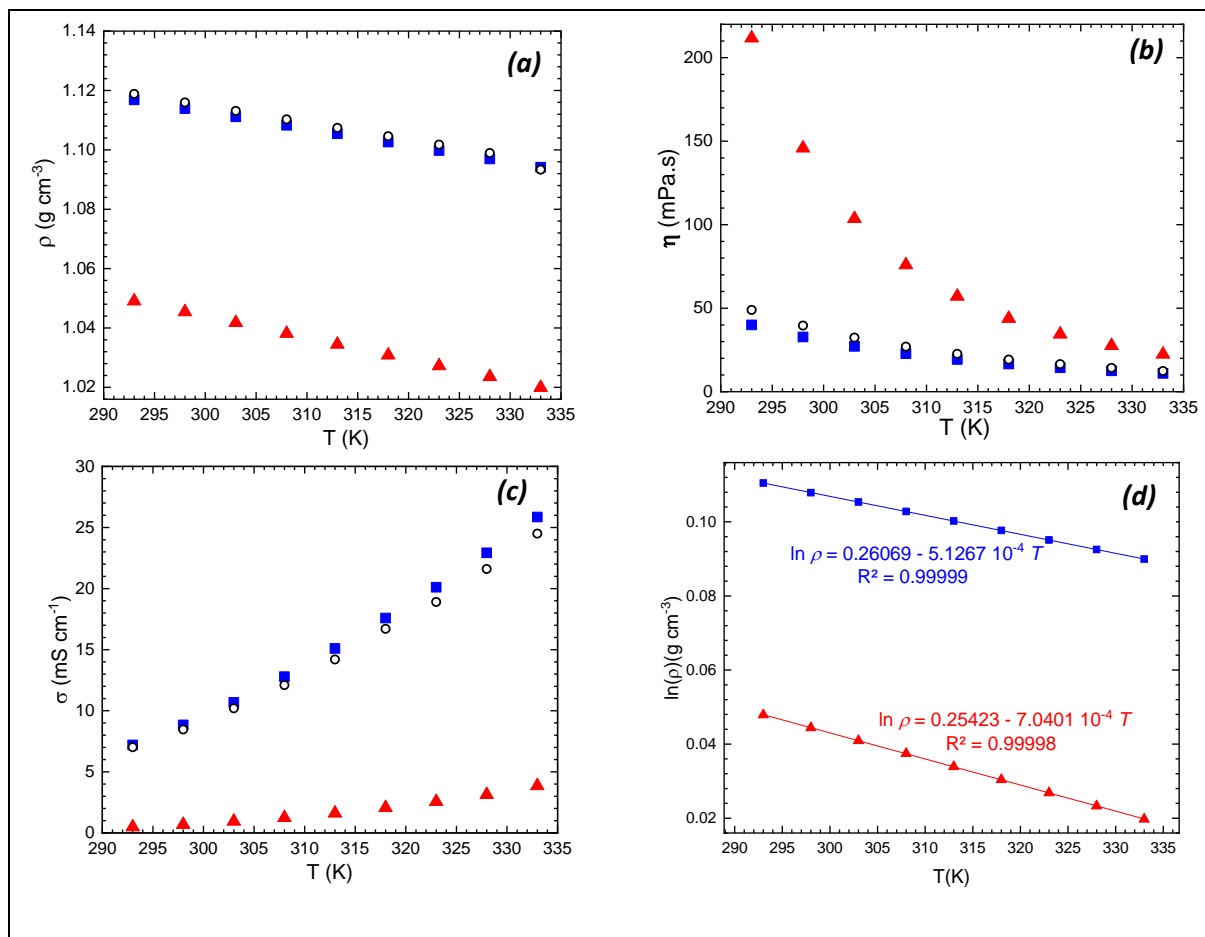 (a)
1.14
1.12
1.10
1.08
1.06
1.04
1.02
ρ (g cm⁻³)
290 295 300 305 310 315 320 325 330 335
T (K)
(b)
200
150
100
50
0
η (mPa.s)
290 295 300 305 310 315 320 325 330 335
T (K)
(c)
30
25
20
15
10
5
0
σ (mS cm⁻¹)
290 295 300 305 310 315 320 325 330 335
T (K)
(d)
0.10
0.08
0.06
0.04
0.02
ln(ρ)(g cm⁻³)
ln ρ = 0.26069 - 5.1267 10⁻⁴ T
R² = 0.99999
ln ρ = 0.25423 - 7.0401 10⁻⁴ T
R² = 0.99998
290 295 300 305 310 315 320 325 330 335
T(K)